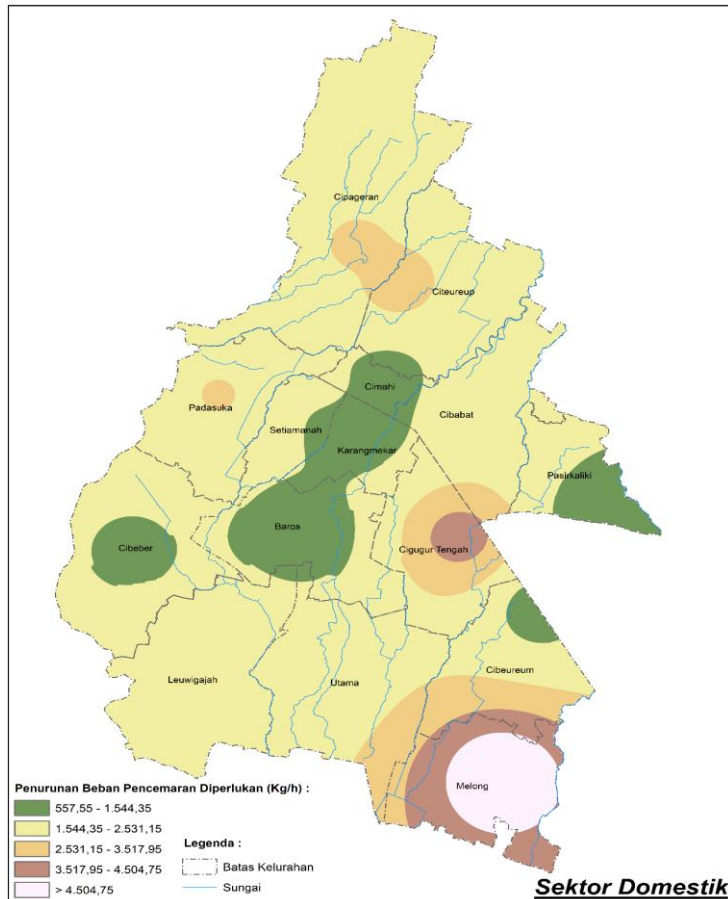 Cipageran
Citeureup
Cimahi
Padasuka
Cibabat
Setiamanah
Karangmekar
Pasirkaliki
Baros
Cibeber
Cigugur Tengah
Cibeureum
Leuwigajah
Utama
Melong
Penurunan Beban Pencemaran Diperlukan (Kg/h) :
557,55 - 1.544,35
1.544,35 - 2.531,15
2.531,15 - 3.517,95
3.517,95 - 4.504,75
> 4.504,75
Legenda :
Batas Kelurahan
Sungai
Sektor Domestik